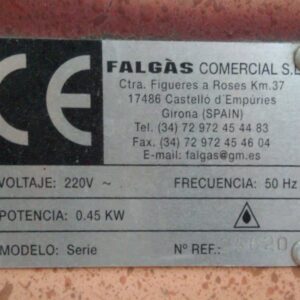 CE
FALGÀS COMERCIAL S.L
Ctra. Figueres a Roses Km.37
17486 Castelló d´Empúries
Girona (SPAIN)
Tel. (34) 72 972 45 44 83
Fax. (34) 72 972 45 46 04
E-mail: falgas@gm.es
VOLTAJE: 220V ~ FRECUENCIA: 50 Hz
POTENCIA: 0.45 KW
MODELO: Serie Nº REF.: